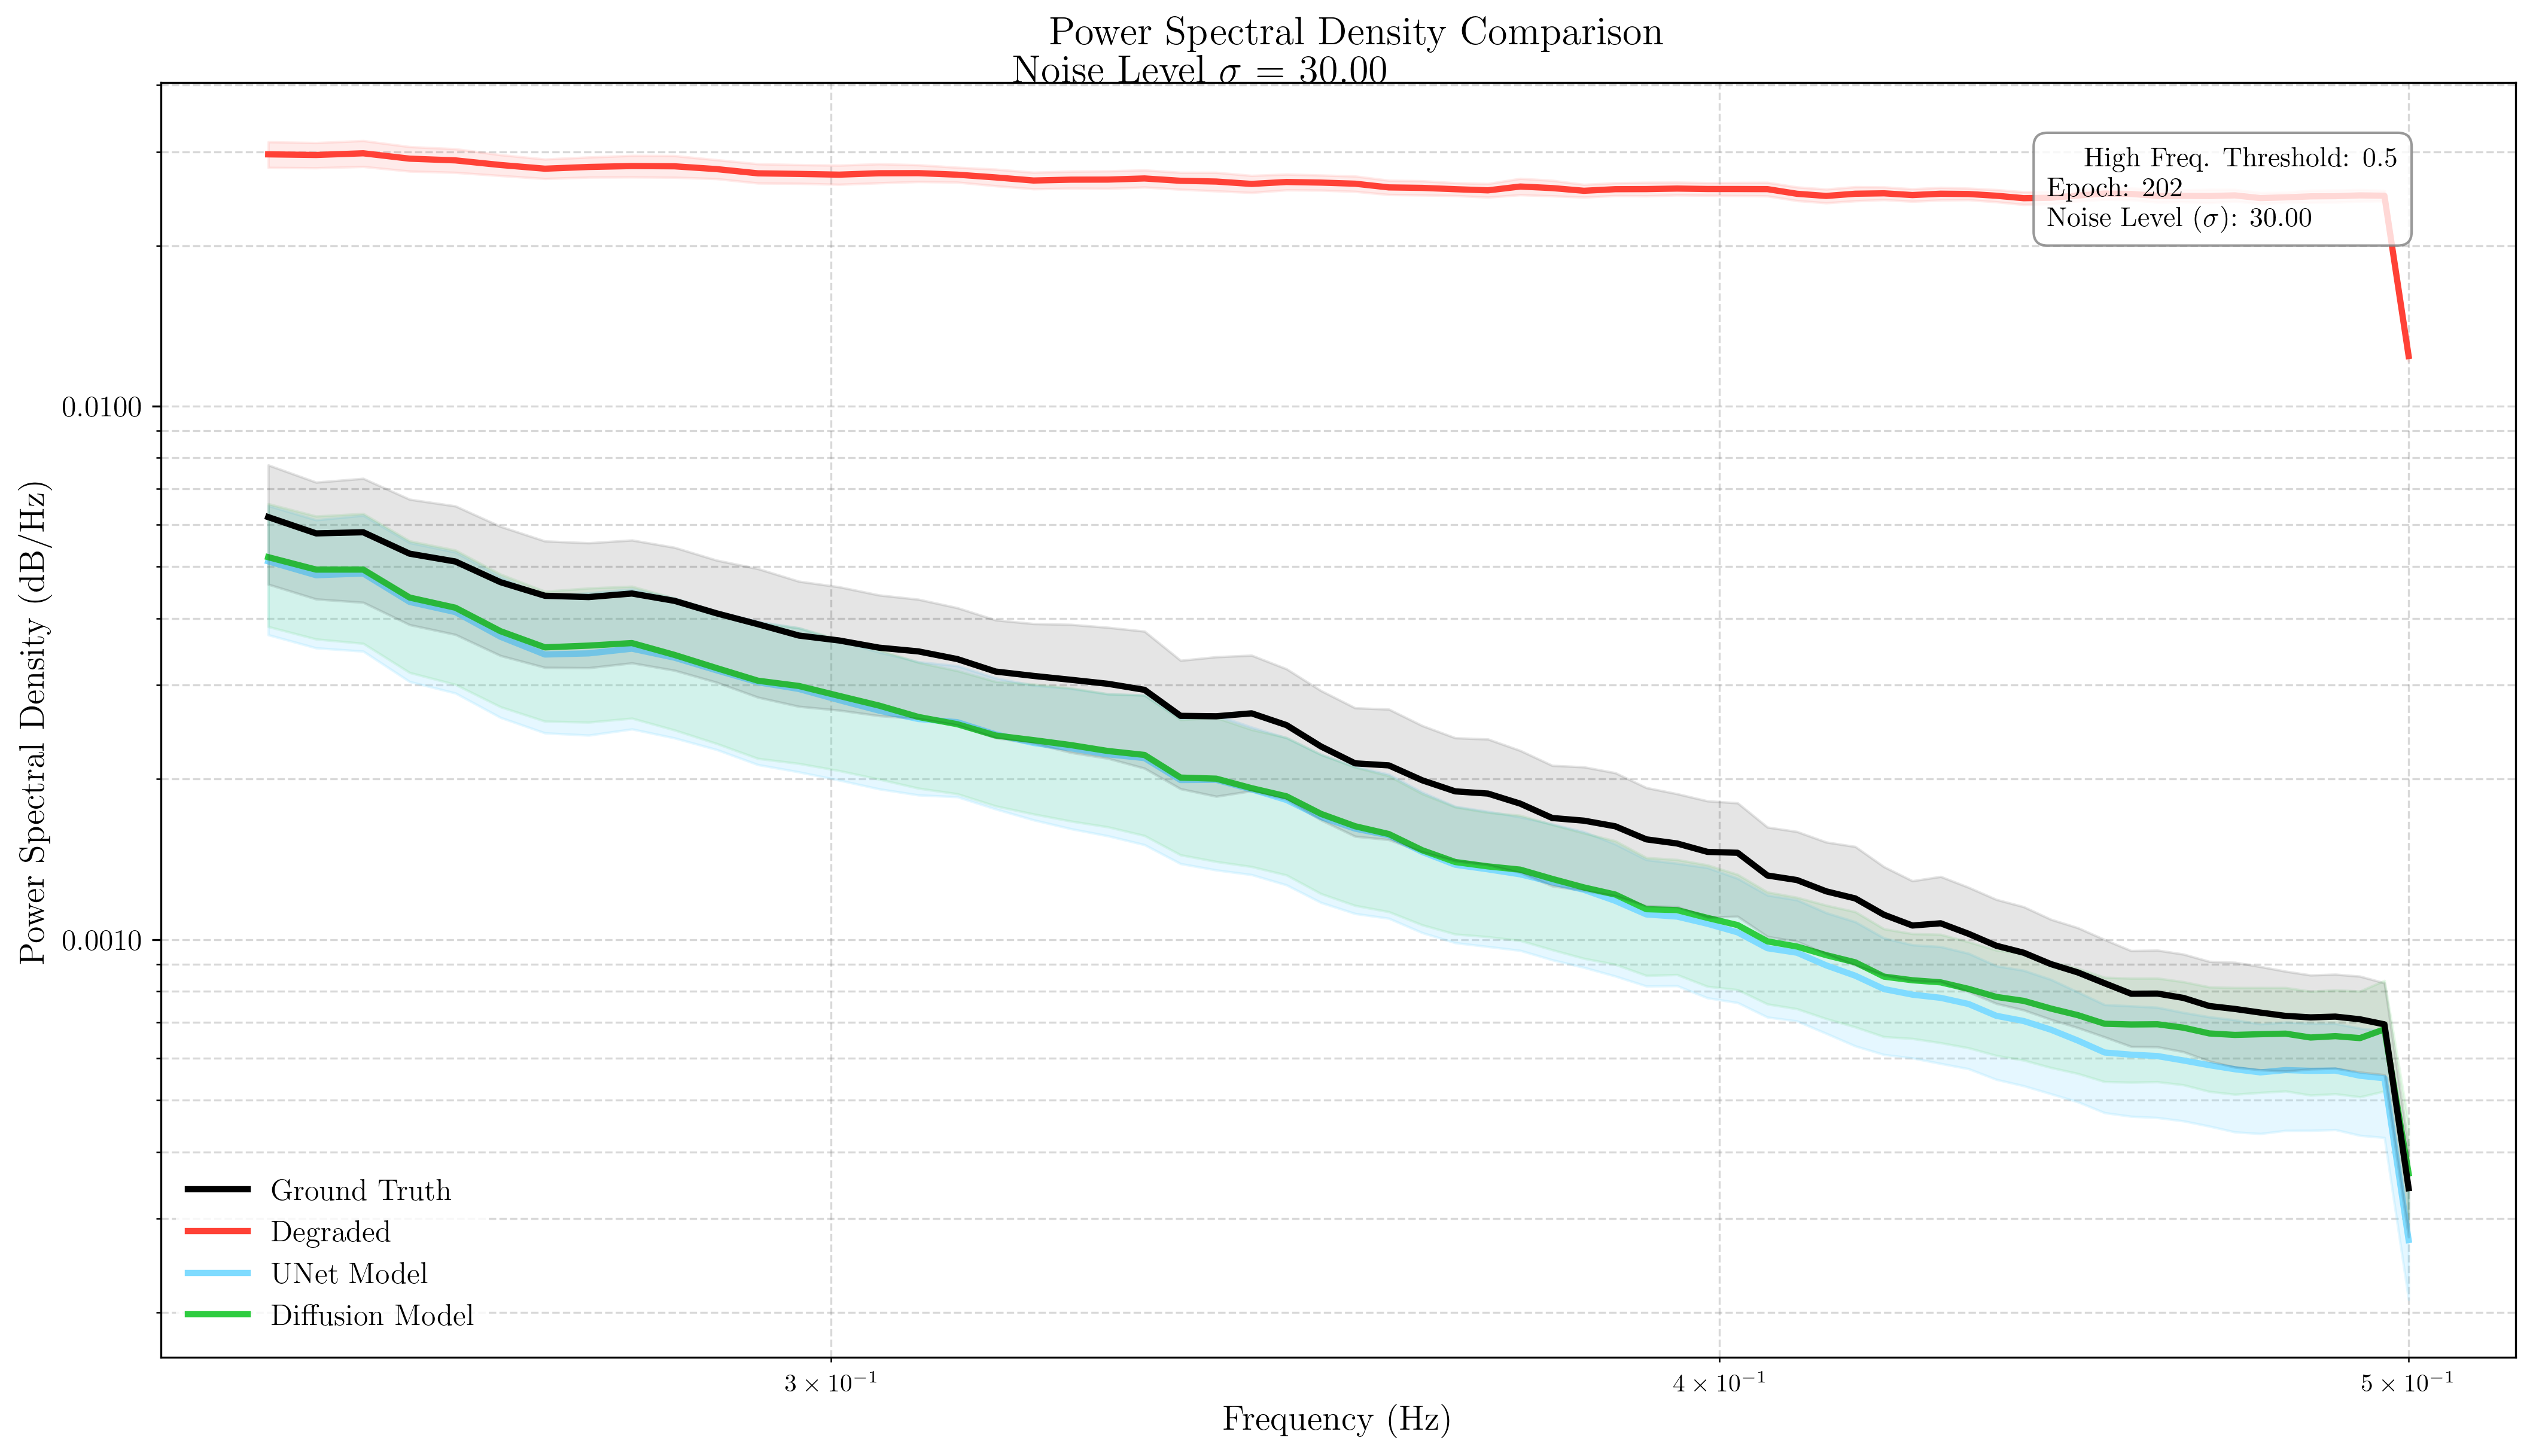 Power Spectral Density Comparison
Noise Level σ = 30.00
High Freq. Threshold: 0.5
Epoch: 202
Noise Level (σ): 30.00
0.0100
0.0010
Power Spectral Density (dB/Hz)
Ground Truth
Degraded
UNet Model
Diffusion Model
3 × 10⁻¹
4 × 10⁻¹
5 × 10⁻¹
Frequency (Hz)